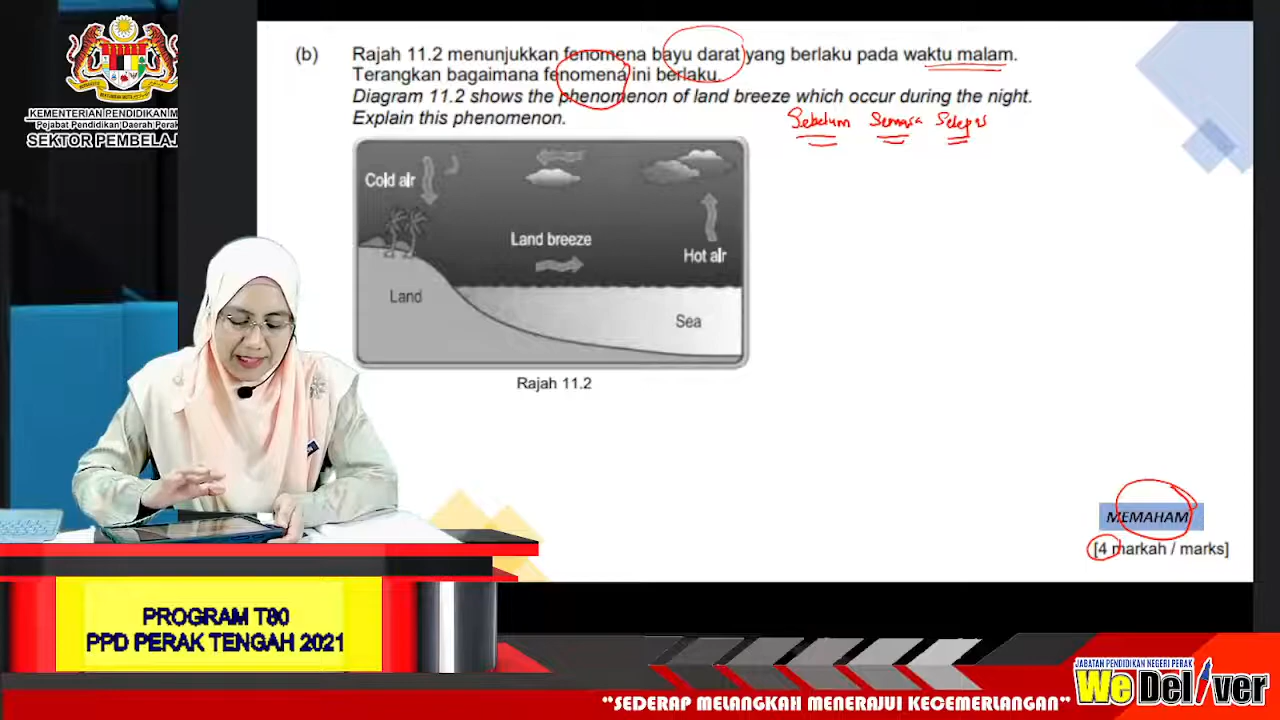 KEMENTERIAN PENDIDIKAN M
Pejabat Pendidikan Daerah Perak
SEKTOR PEMBELAJ
(b) Rajah 11.2 menunjukkan fenomena bayu darat yang berlaku pada waktu malam.
Terangkan bagaimana fenomena ini berlaku.
Diagram 11.2 shows the phenomenon of land breeze which occur during the night.
Explain this phenomenon.
Sebelum Semasa Selepas
Cold air
Land breeze
Hot air
Land
Sea
Rajah 11.2
MEMAHAM
[4 markah / marks]
PROGRAM T80
PPD PERAK TENGAH 2021
JABATAN PENDIDIKAN NEGERI PERAK
We Deliver
"SEDERAP MELANGKAH MENERAJUI KECEMERLANGAN"